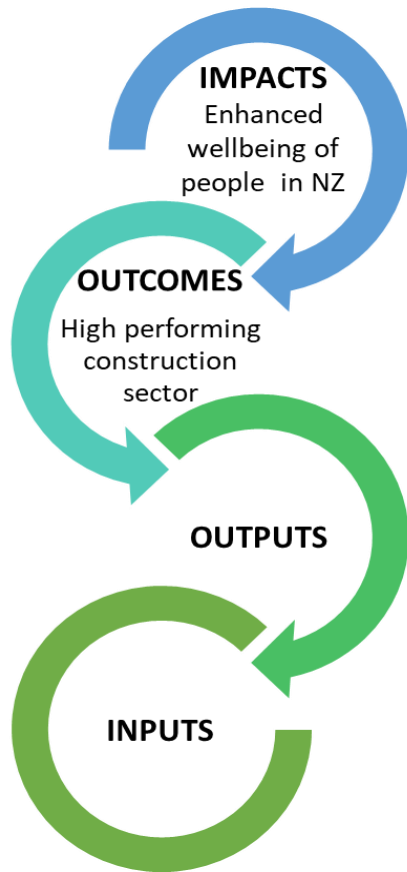 IMPACTS
Enhanced
wellbeing of
people in NZ
OUTCOMES
High performing
construction
sector
OUTPUTS
INPUTS